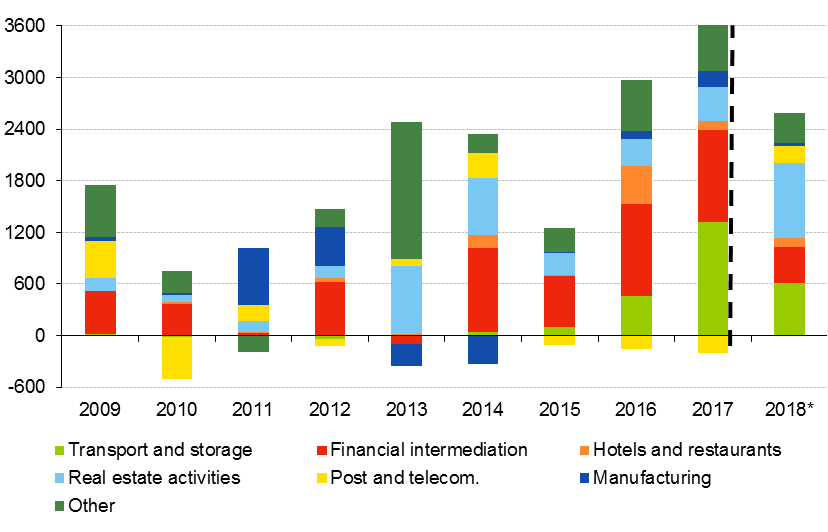 3600
3000
2400
1800
1200
600
0
-600
2009 2010 2011 2012 2013 2014 2015 2016 2017 2018*
Transport and storage Financial intermediation Hotels and restaurants
Real estate activities Post and telecom. Manufacturing
Other